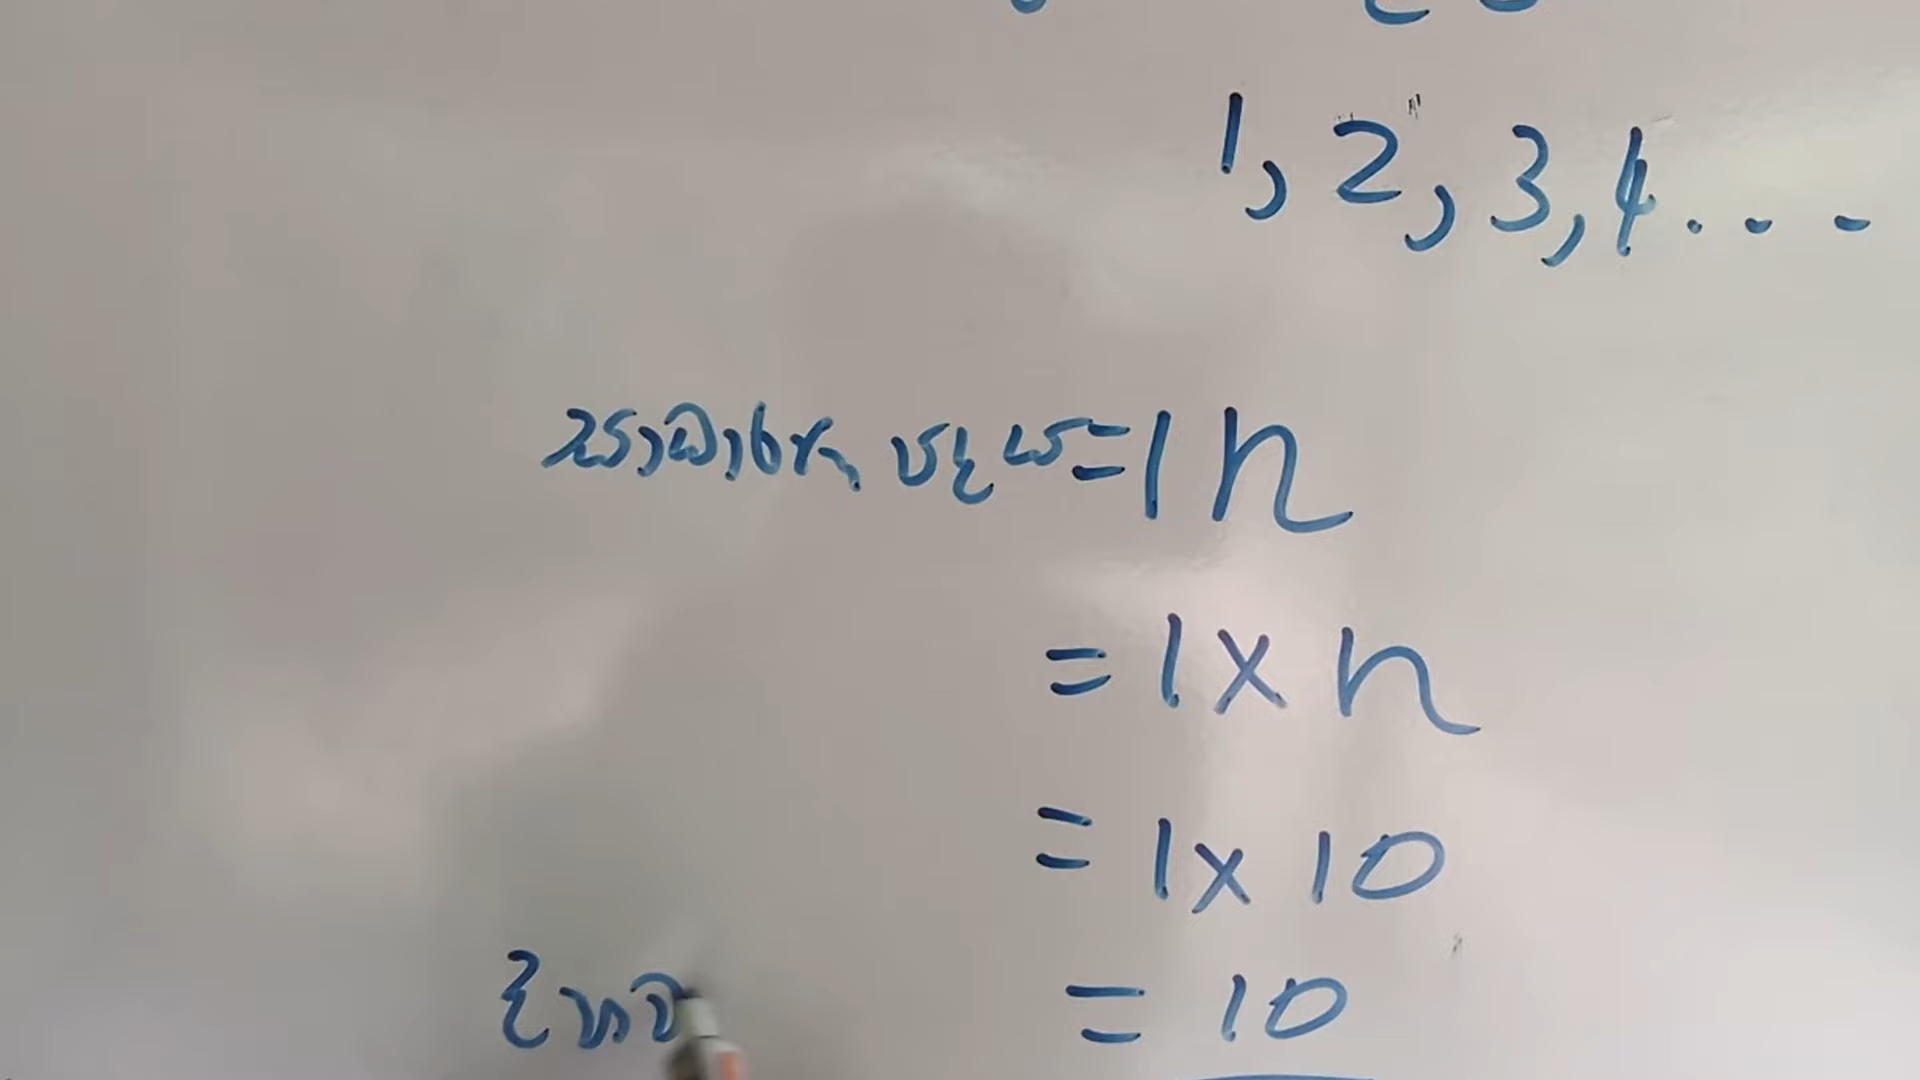 1, 2, 3, 4 . . .
සාධාරණ පදය = 1n
= 1 × n
= 1 × 10
= 10